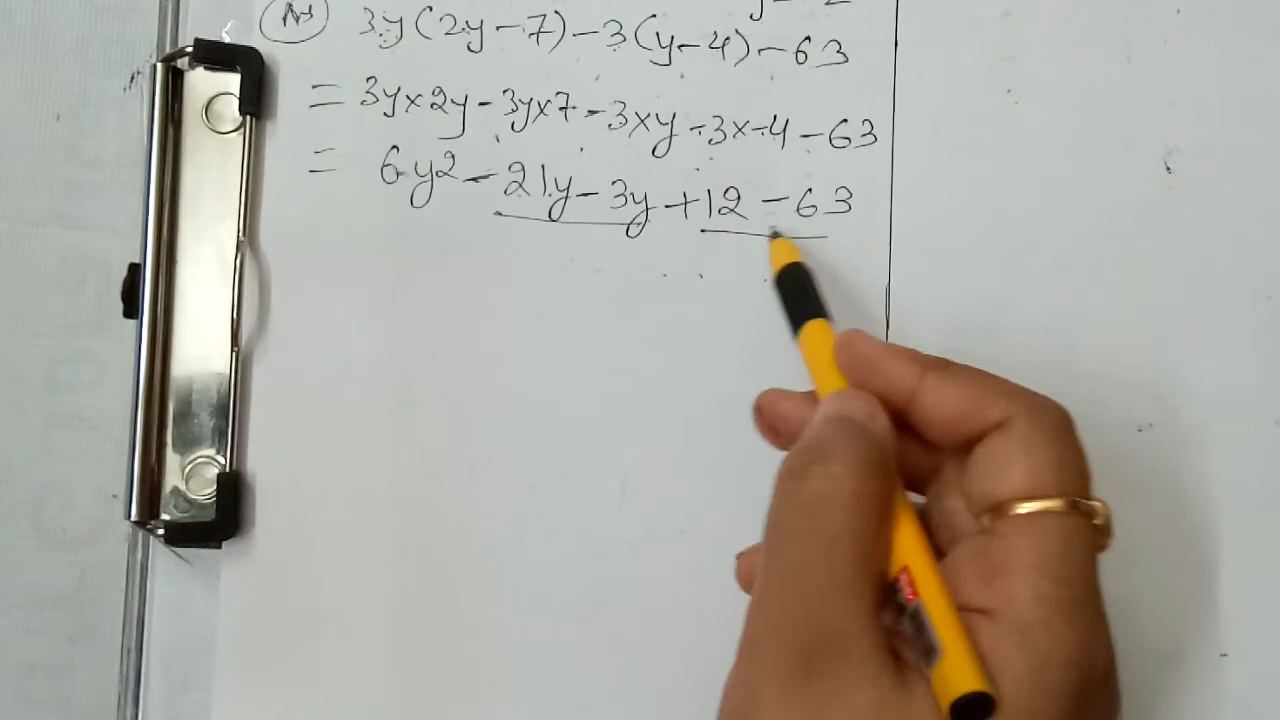 Ans 3y(2y-7)-3(y-4)-63
= 3y×2y-3y×7-3×y-3×-4-63
= 6y2-21y-3y+12-63